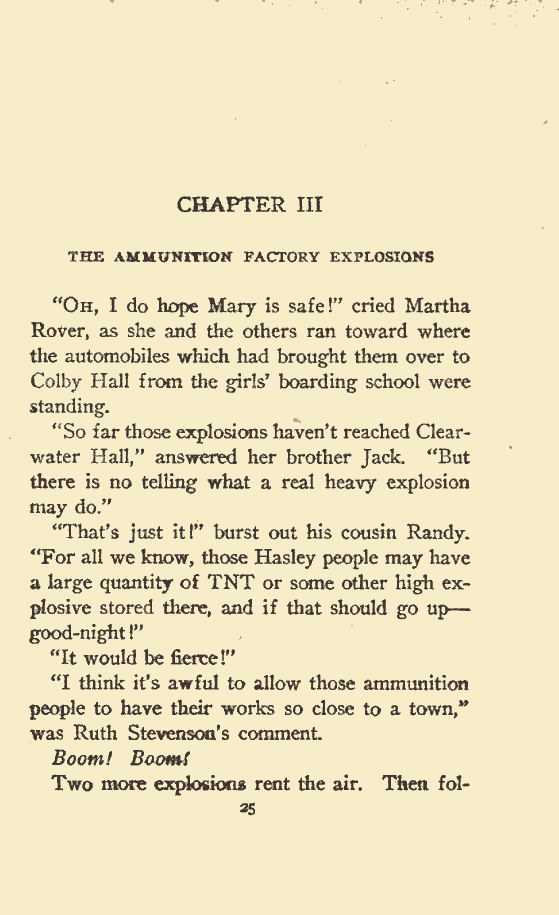 CHAPTER III
THE AMMUNITION FACTORY EXPLOSIONS
"OH, I do hope Mary is safe!" cried Martha
Rover, as she and the others ran toward where
the automobiles which had brought them over to
Colby Hall from the girls' boarding school were
standing.
"So far those explosions haven't reached Clear-
water Hall," answered her brother Jack. "But
there is no telling what a real heavy explosion
may do."
"That's just it!" burst out his cousin Randy.
"For all we know, those Hasley people may have
a large quantity of TNT or some other high ex-
plosive stored there, and if that should go up—
good-night!"
"It would be fierce!"
"I think it's awful to allow those ammunition
people to have their works so close to a town,"
was Ruth Stevenson's comment.
Boom! Boom!
Two more explosions rent the air. Then fol-
25